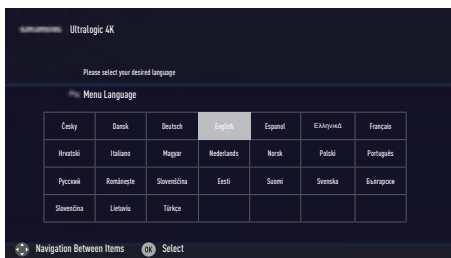 Ultralogic 4K
Please select your desired language
Menu Language
Česky Dansk Deutsch English Espanol Ελληνικά Français
Hrvatski Italiano Magyar Nederlands Norsk Polski Português
Русский Româneşte Slovenščina Eesti Suomi Svenska Български
Slovenčina Lietuviu Türkçe
Navigation Between Items OK Select